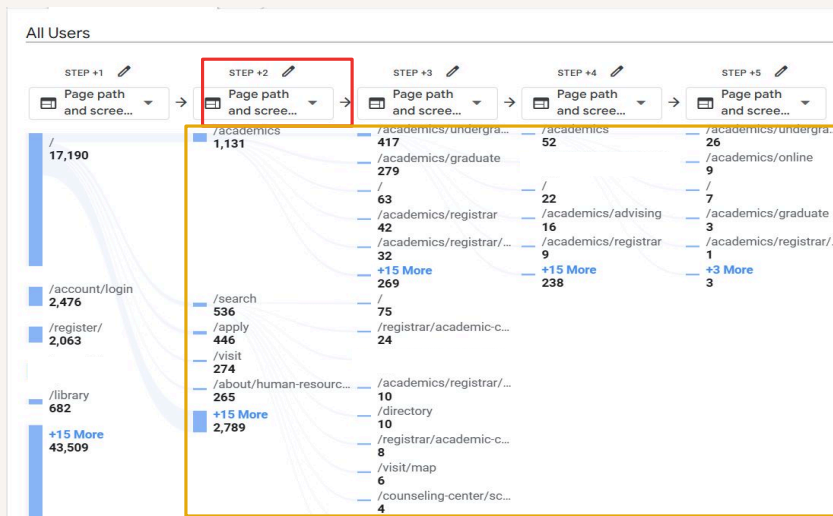 All Users
STEP +1
STEP +2
STEP +3
STEP +4
STEP +5
Page path
and scree...
Page path
and scree...
Page path
and scree...
Page path
and scree...
Page path
and scree...
/
17,190
/account/login
2,476
/register/
2,063
/library
682
+15 More
43,509
/academics
1,131
/search
536
/apply
446
/visit
274
/about/human-resourc...
265
+15 More
2,789
/academics/undergra...
417
/academics/graduate
279
/
63
/academics/registrar
42
/academics/registrar/...
32
+15 More
269
/
75
/registrar/academic-c...
24
/academics/registrar/...
10
/directory
10
/registrar/academic-c...
8
/visit/map
6
/counseling-center/sc...
4
/academics
52
/
22
/academics/advising
16
/academics/registrar
9
+15 More
238
/academics/undergra...
26
/academics/online
9
/
7
/academics/graduate
3
/academics/registrar/...
1
+3 More
3